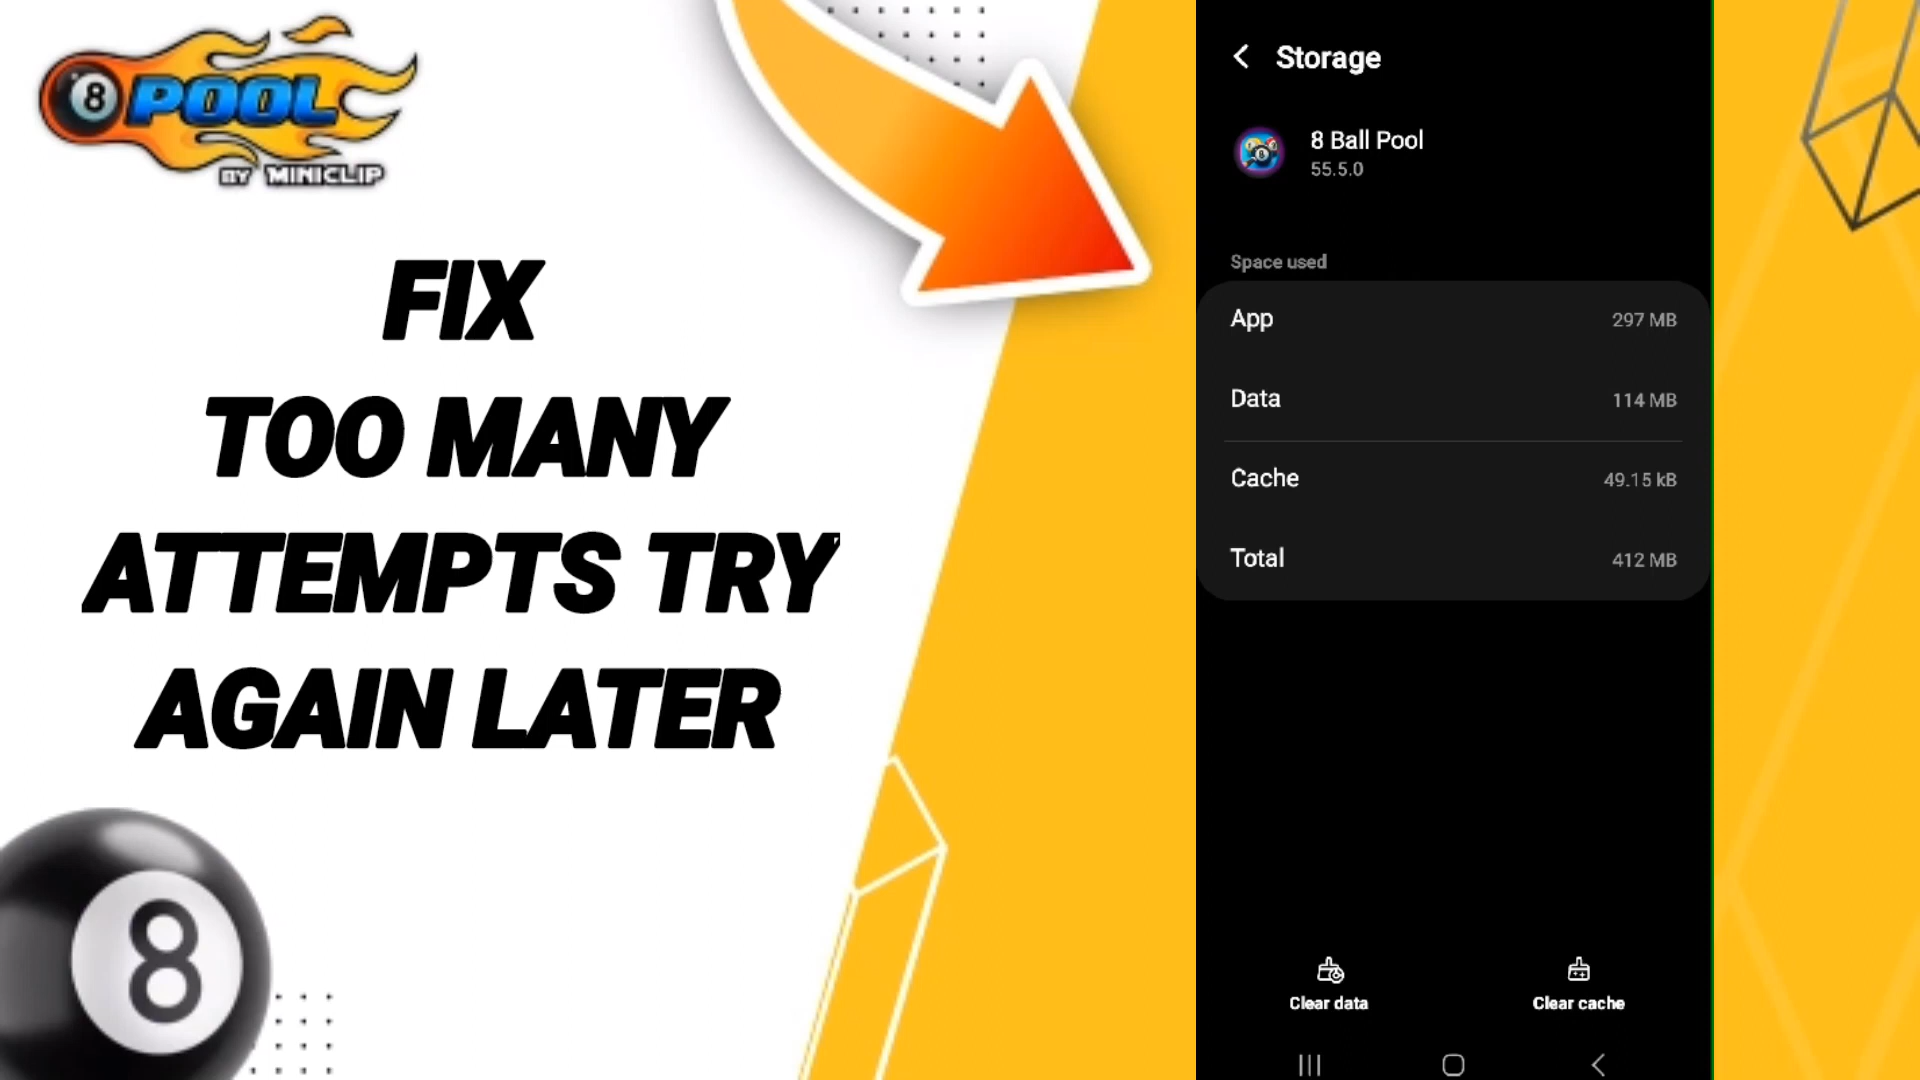 8 POOL
BY MINICLIP
FIX
TOO MANY
ATTEMPTS TRY
AGAIN LATER
8
Storage
8 Ball Pool
55.5.0
Space used
App 297 MB
Data 114 MB
Cache 49.15 kB
Total 412 MB
Clear data Clear cache